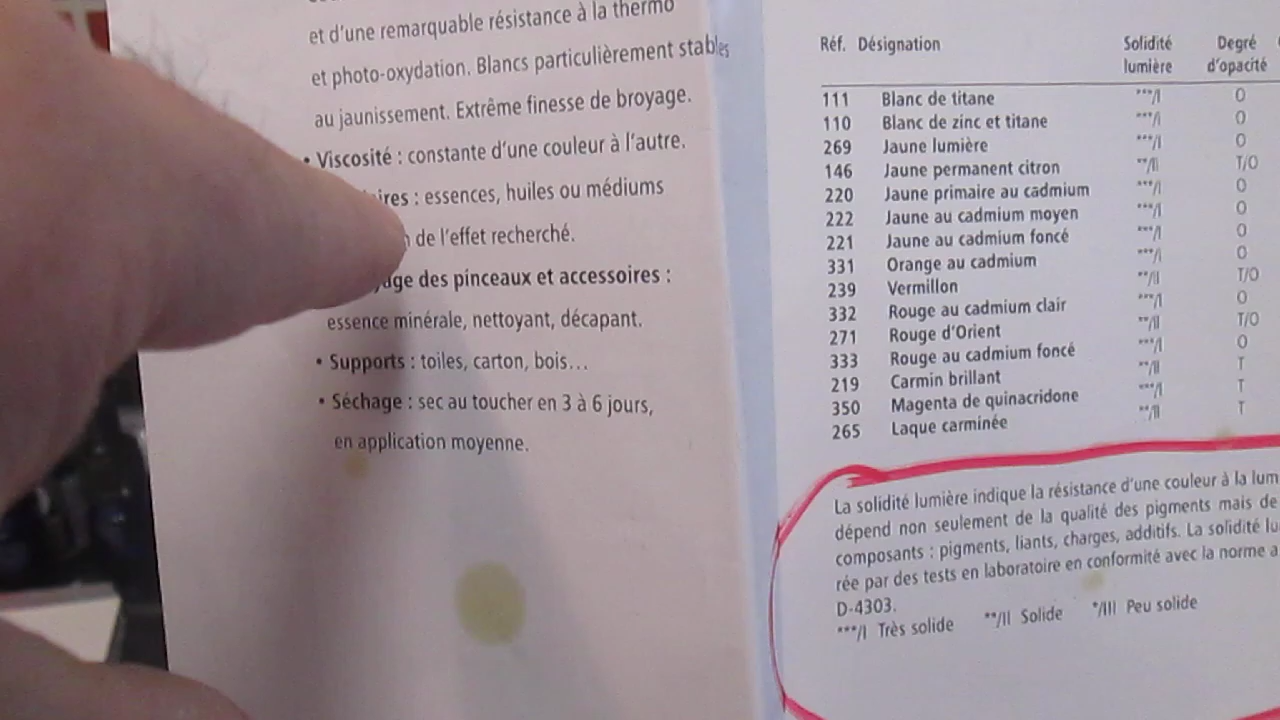 et d'une remarquable résistance à la thermo
et photo-oxydation. Blancs particulièrement stables
au jaunissement. Extrême finesse de broyage.
• Viscosité : constante d'une couleur à l'autre.
: essences, huiles ou médiums
de l'effet recherché.
des pinceaux et accessoires :
essence minérale, nettoyant, décapant.
• Supports : toiles, carton, bois...
• Séchage : sec au toucher en 3 à 6 jours,
en application moyenne.
Réf. Désignation Solidité lumière Degré d'opacité
111 Blanc de titane ***/I O
110 Blanc de zinc et titane ***/I O
269 Jaune lumière ***/I O
146 Jaune permanent citron **/II T/O
220 Jaune primaire au cadmium ***/I O
222 Jaune au cadmium moyen ***/I O
221 Jaune au cadmium foncé ***/I O
331 Orange au cadmium ***/I O
239 Vermillon **/II T/O
332 Rouge au cadmium clair ***/I O
271 Rouge d'Orient **/II T/O
333 Rouge au cadmium foncé ***/I O
219 Carmin brillant **/II T
350 Magenta de quinacridone ***/I T
265 Laque carminée **/II T
La solidité lumière indique la résistance d'une couleur à la lum
dépend non seulement de la qualité des pigments mais de
composants : pigments, liants, charges, additifs. La solidité lu
rée par des tests en laboratoire en conformité avec la norme a
D-4303.
***/I Très solide **/II Solide */III Peu solide